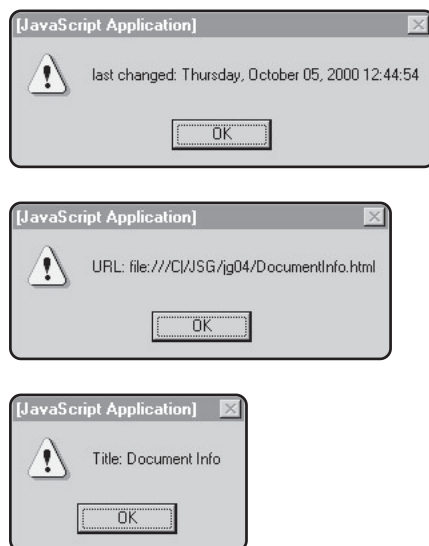 [JavaScript Application]
last changed: Thursday, October 05, 2000 12:44:54
OK
[JavaScript Application]
URL: file:///C|/JSG/jg04/DocumentInfo.html
OK
[JavaScript Application]
Title: Document Info
OK